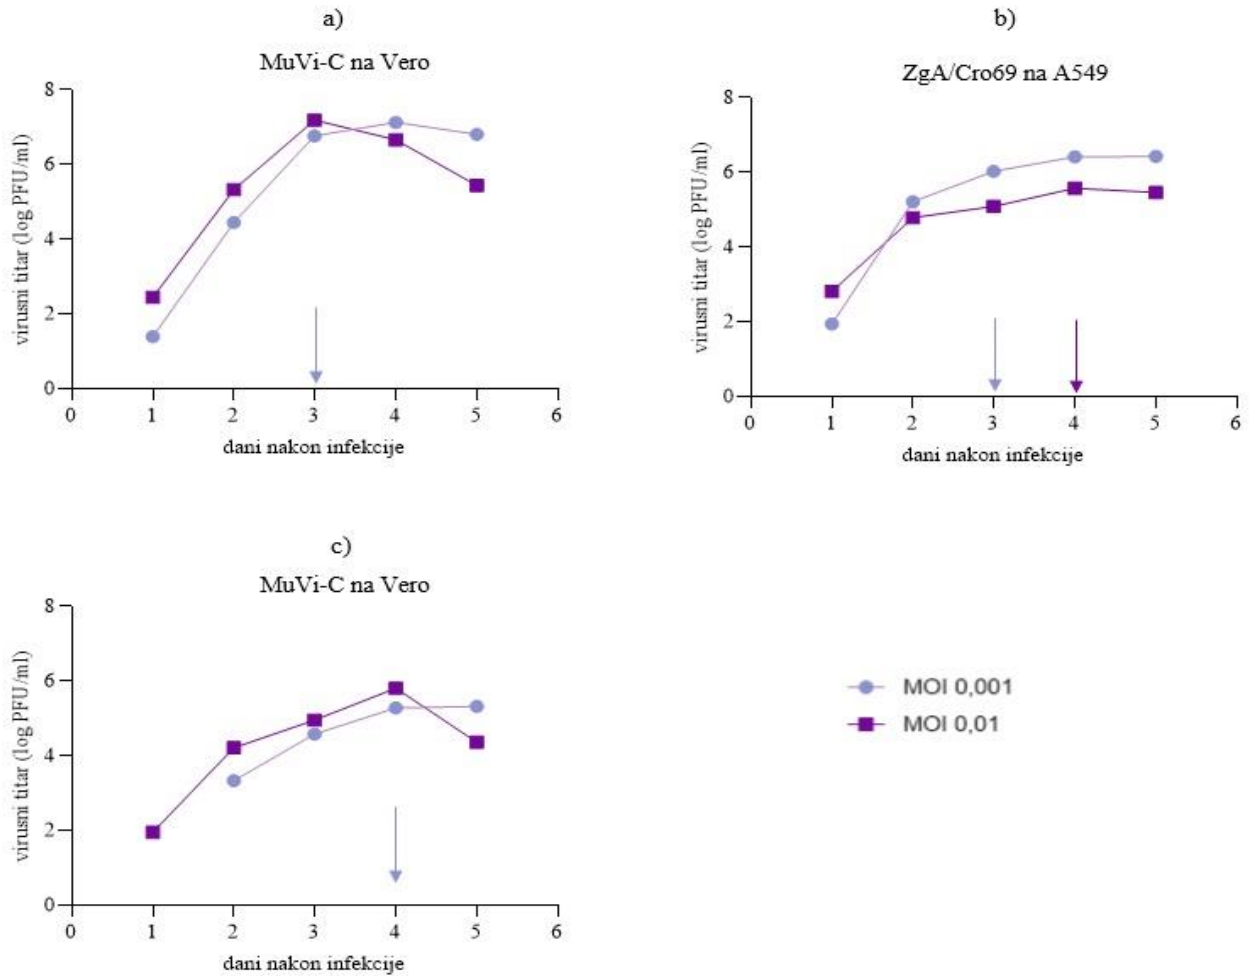 a)
MuVi-C na Vero
8
6
4
2
0
0 1 2 3 4 5 6
virusni titar (log PFU/ml)
dani nakon infekcije
b)
ZgA/Cro69 na A549
8
6
4
2
0
0 1 2 3 4 5 6
virusni titar (log PFU/ml)
dani nakon infekcije
c)
MuVi-C na Vero
8
6
4
2
0
0 1 2 3 4 5 6
virusni titar (log PFU/ml)
dani nakon infekcije
MOI 0,001
MOI 0,01